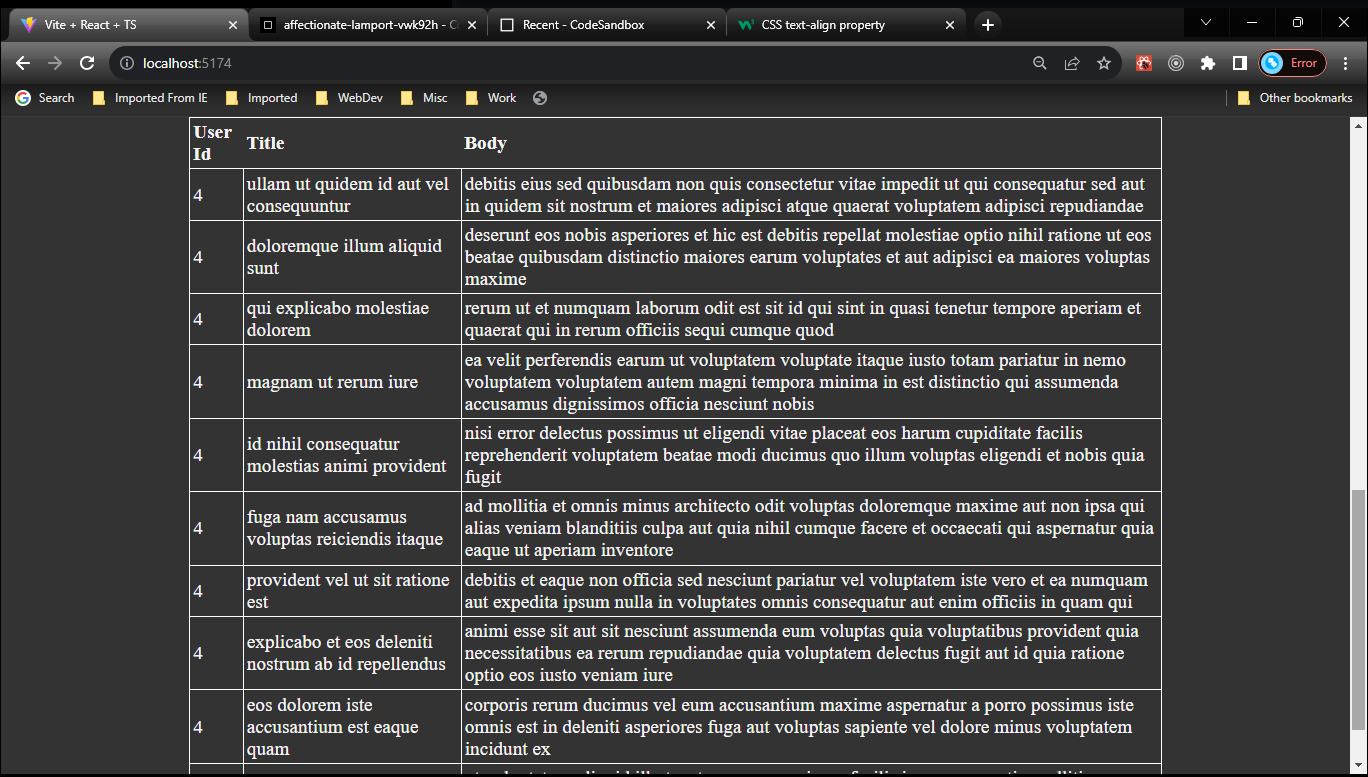 Vite + React + TS
affectionate-lamport-vwk92h - C
Recent - CodeSandbox
CSS text-align property
localhost:5174
Error
Search
Imported From IE
Imported
WebDev
Misc
Work
Other bookmarks
User
Id
Title
Body
4
ullam ut quidem id aut vel
consequuntur
debitis eius sed quibusdam non quis consectetur vitae impedit ut qui consequatur sed aut
in quidem sit nostrum et maiores adipisci atque quaerat voluptatem adipisci repudiandae
4
doloremque illum aliquid
sunt
deserunt eos nobis asperiores et hic est debitis repellat molestiae optio nihil ratione ut eos
beatae quibusdam distinctio maiores earum voluptates et aut adipisci ea maiores voluptas
maxime
4
qui explicabo molestiae
dolorem
rerum ut et numquam laborum odit est sit id qui sint in quasi tenetur tempore aperiam et
quaerat qui in rerum officiis sequi cumque quod
4
magnam ut rerum iure
ea velit perferendis earum ut voluptatem voluptate itaque iusto totam pariatur in nemo
voluptatem voluptatem autem magni tempora minima in est distinctio qui assumenda
accusamus dignissimos officia nesciunt nobis
4
id nihil consequatur
molestias animi provident
nisi error delectus possimus ut eligendi vitae placeat eos harum cupiditate facilis
reprehenderit voluptatem beatae modi ducimus quo illum voluptas eligendi et nobis quia
fugit
4
fuga nam accusamus
voluptas reiciendis itaque
ad mollitia et omnis minus architecto odit voluptas doloremque maxime aut non ipsa qui
alias veniam blanditiis culpa aut quia nihil cumque facere et occaecati qui aspernatur quia
eaque ut aperiam inventore
4
provident vel ut sit ratione
est
debitis et eaque non officia sed nesciunt pariatur vel voluptatem iste vero et ea numquam
aut expedita ipsum nulla in voluptates omnis consequatur aut enim officiis in quam qui
4
explicabo et eos deleniti
nostrum ab id repellendus
animi esse sit aut sit nesciunt assumenda eum voluptas quia voluptatibus provident quia
necessitatibus ea rerum repudiandae quia voluptatem delectus fugit aut id quia ratione
optio eos iusto veniam iure
4
eos dolorem iste
accusantium est eaque
quam
corporis rerum ducimus vel eum accusantium maxime aspernatur a porro possimus iste
omnis est in deleniti asperiores fuga aut voluptas sapiente vel dolore minus voluptatem
incidunt ex